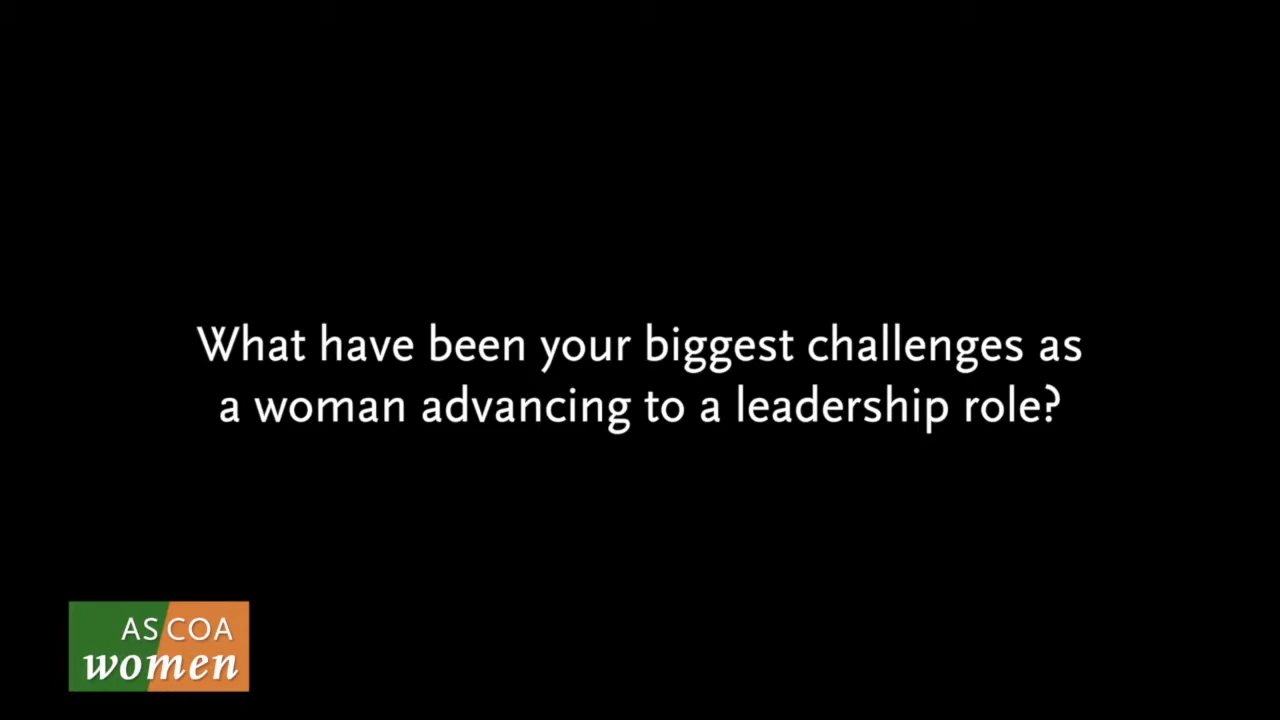 What have been your biggest challenges as
a woman advancing to a leadership role?
AS COA
women